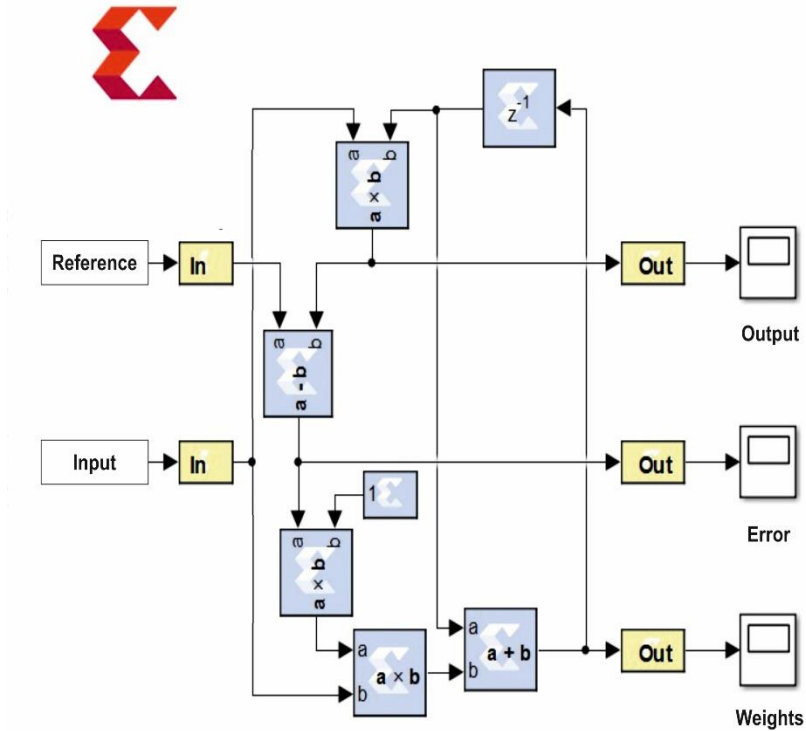 z-1
a b
a × b
Reference
In
Out
Output
a b
a - b
Input
In
Out
Error
1
a b
a × b
a
b
a × b
a
b
a + b
Out
Weights